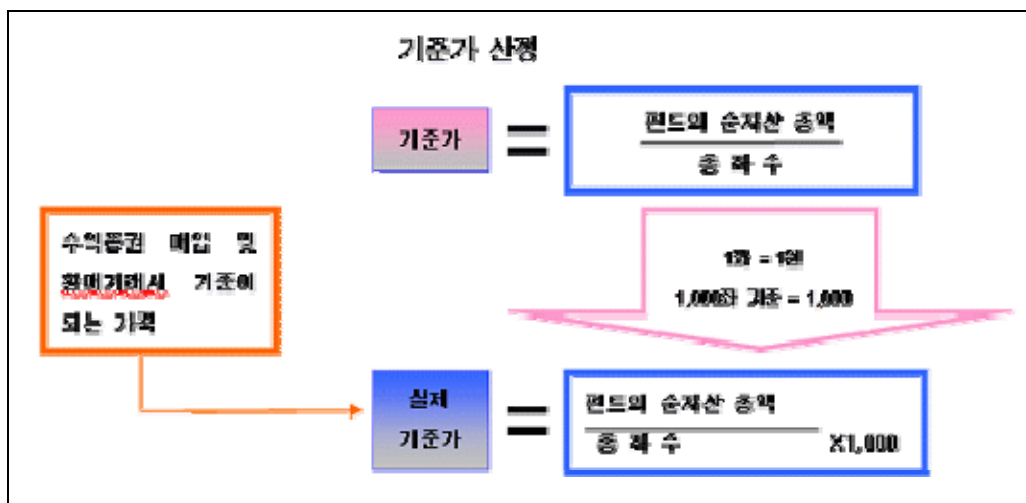 기준가 산정
기준가
=
펀드의 순자산 총액
총 좌 수
수익증권 매입 및
환매거래시 기준이
되는 가격
1좌 = 1원
1,000좌 기준 = 1,000
실제
기준가
=
펀드의 순자산 총액
총 좌 수 X1,000